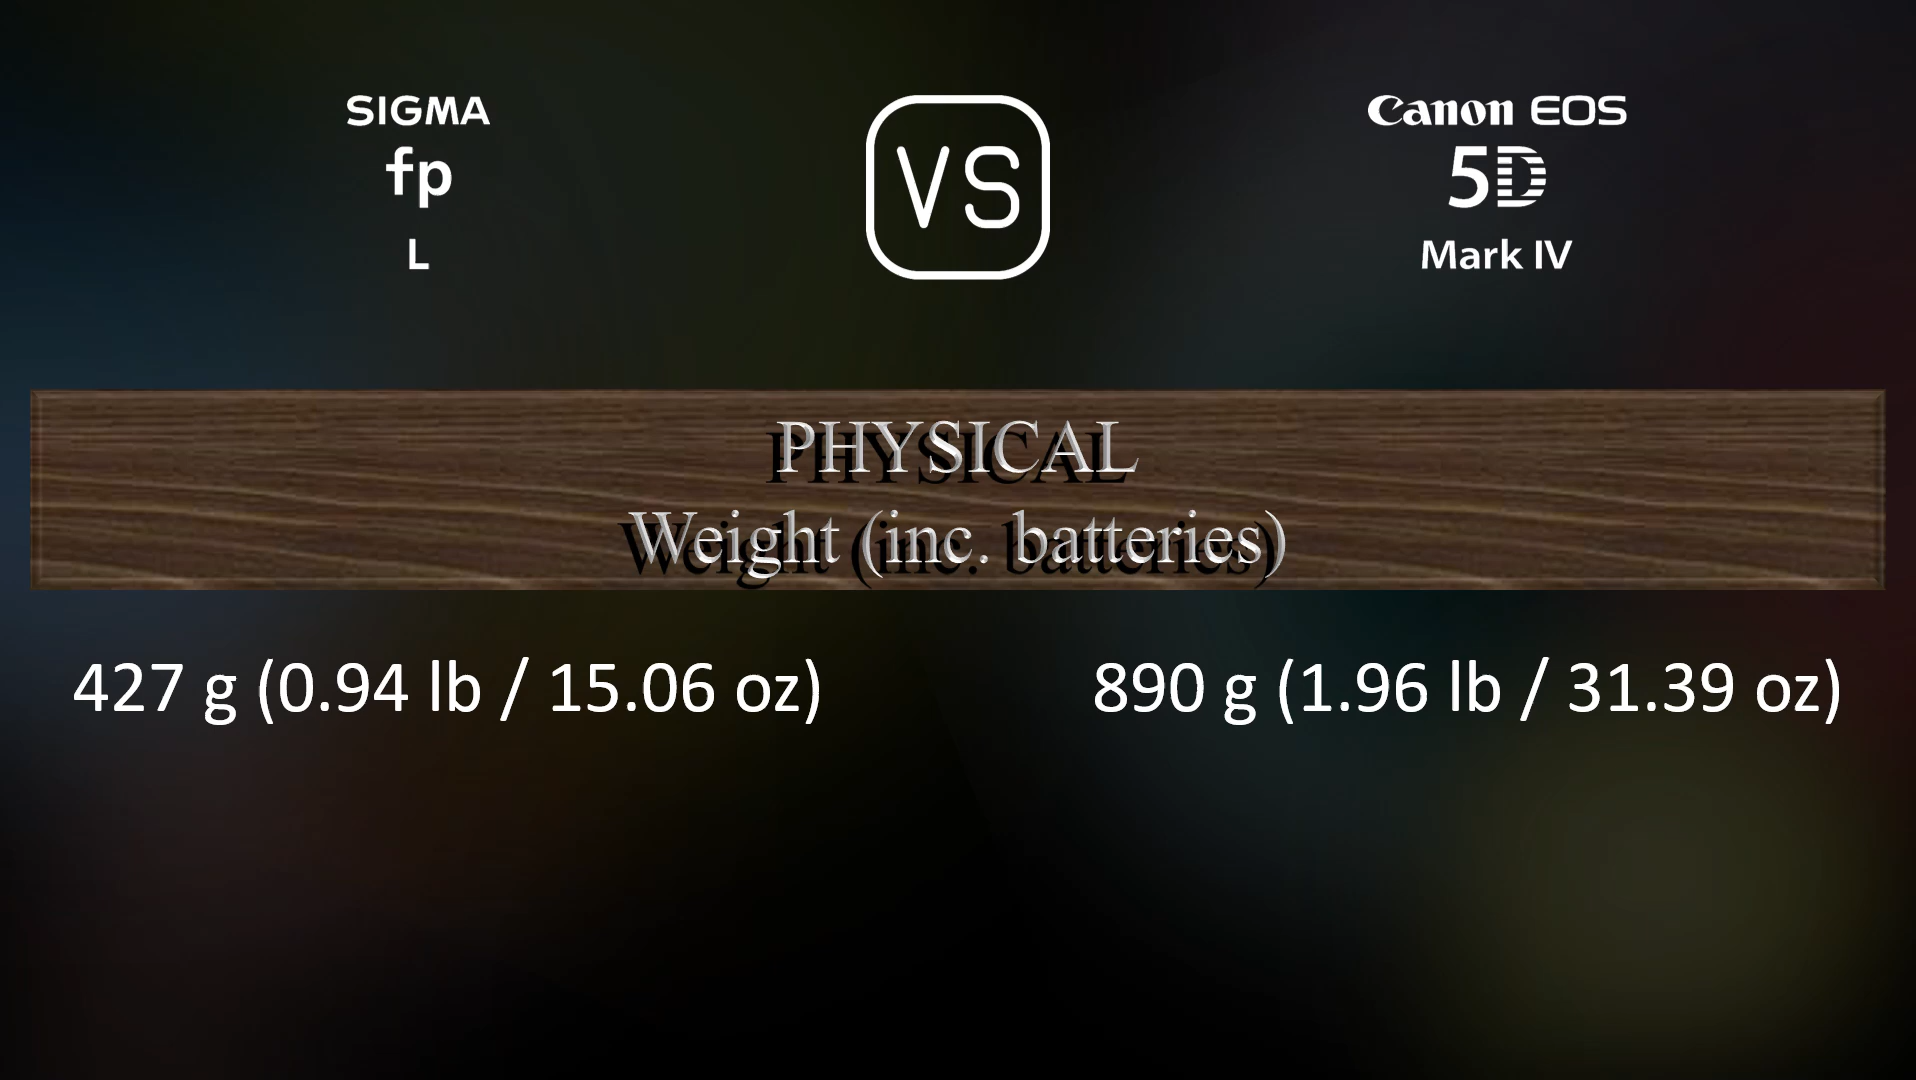 SIGMA
fp
L
VS
Canon EOS
5D
Mark IV
PHYSICAL
Weight (inc. batteries)
427 g (0.94 lb / 15.06 oz)
890 g (1.96 lb / 31.39 oz)